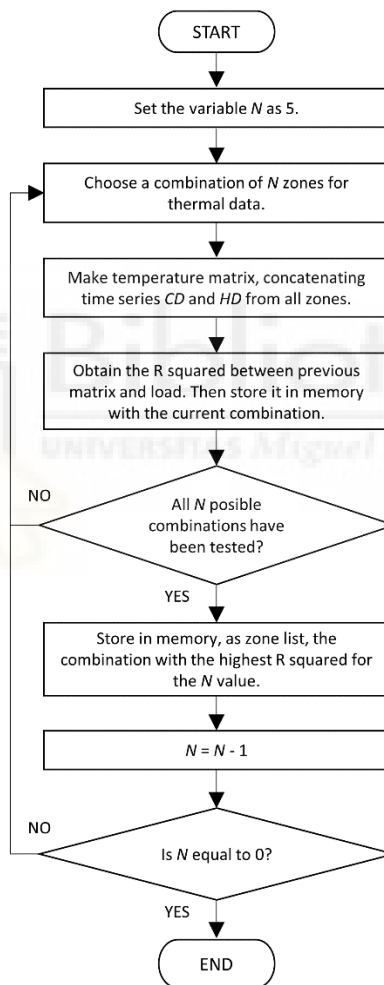 START
Set the variable N as 5.
Choose a combination of N zones for
thermal data.
Make temperature matrix, concatenating
time series CD and HD from all zones.
Obtain the R squared between previous
matrix and load. Then store it in memory
with the current combination.
NO
All N posible
combinations have
been tested?
YES
Store in memory, as zone list, the
combination with the highest R squared for
the N value.
N = N - 1
NO
Is N equal to 0?
YES
END
Bibliot
UNIVERSITAS Miguel